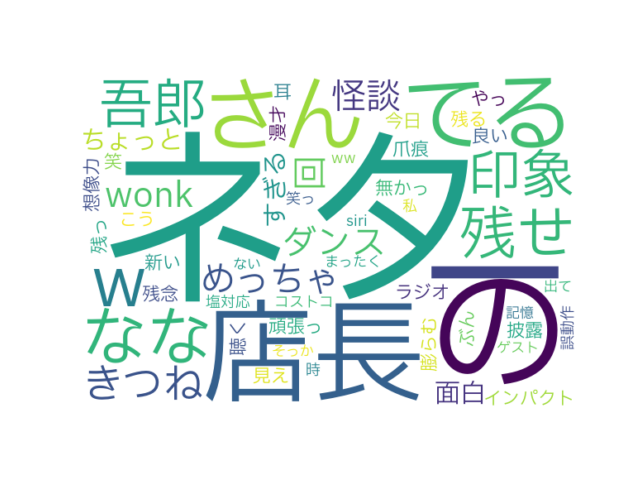 吾郎
さん
怪談
てる
耳
漫才
やっ
今日
残る
良い
ちょっと
笑
想像力
wonk
こう
ネタ
すぎる
回
ww
笑っ
爪痕
無かっ
私
印象
残せ
siri
ダンス
残っ
新い
w
残念
めっちゃ
ない
まったく
塩対応
コストコ
ラジオ
の
出て
なな
店長
聴く
頑張っ
そっか
見え
時
膨らむ
ぶん
記憶
披露
ゲスト
誤動作
きつね
面白
インパクト